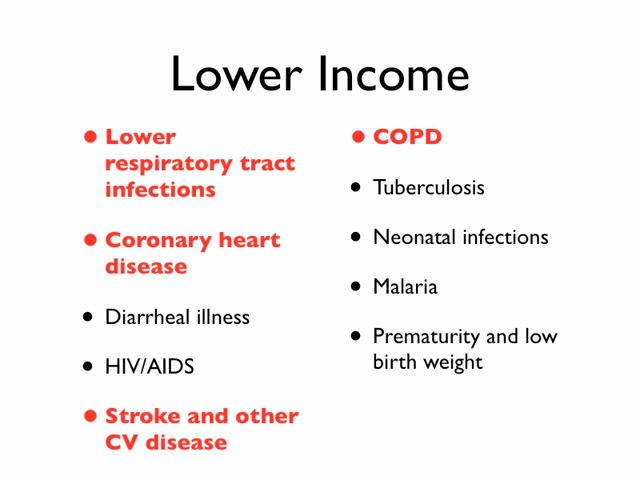 Lower Income
• Lower
respiratory tract
infections
• Coronary heart
disease
• Diarrheal illness
• HIV/AIDS
• Stroke and other
CV disease
• COPD
• Tuberculosis
• Neonatal infections
• Malaria
• Prematurity and low
birth weight